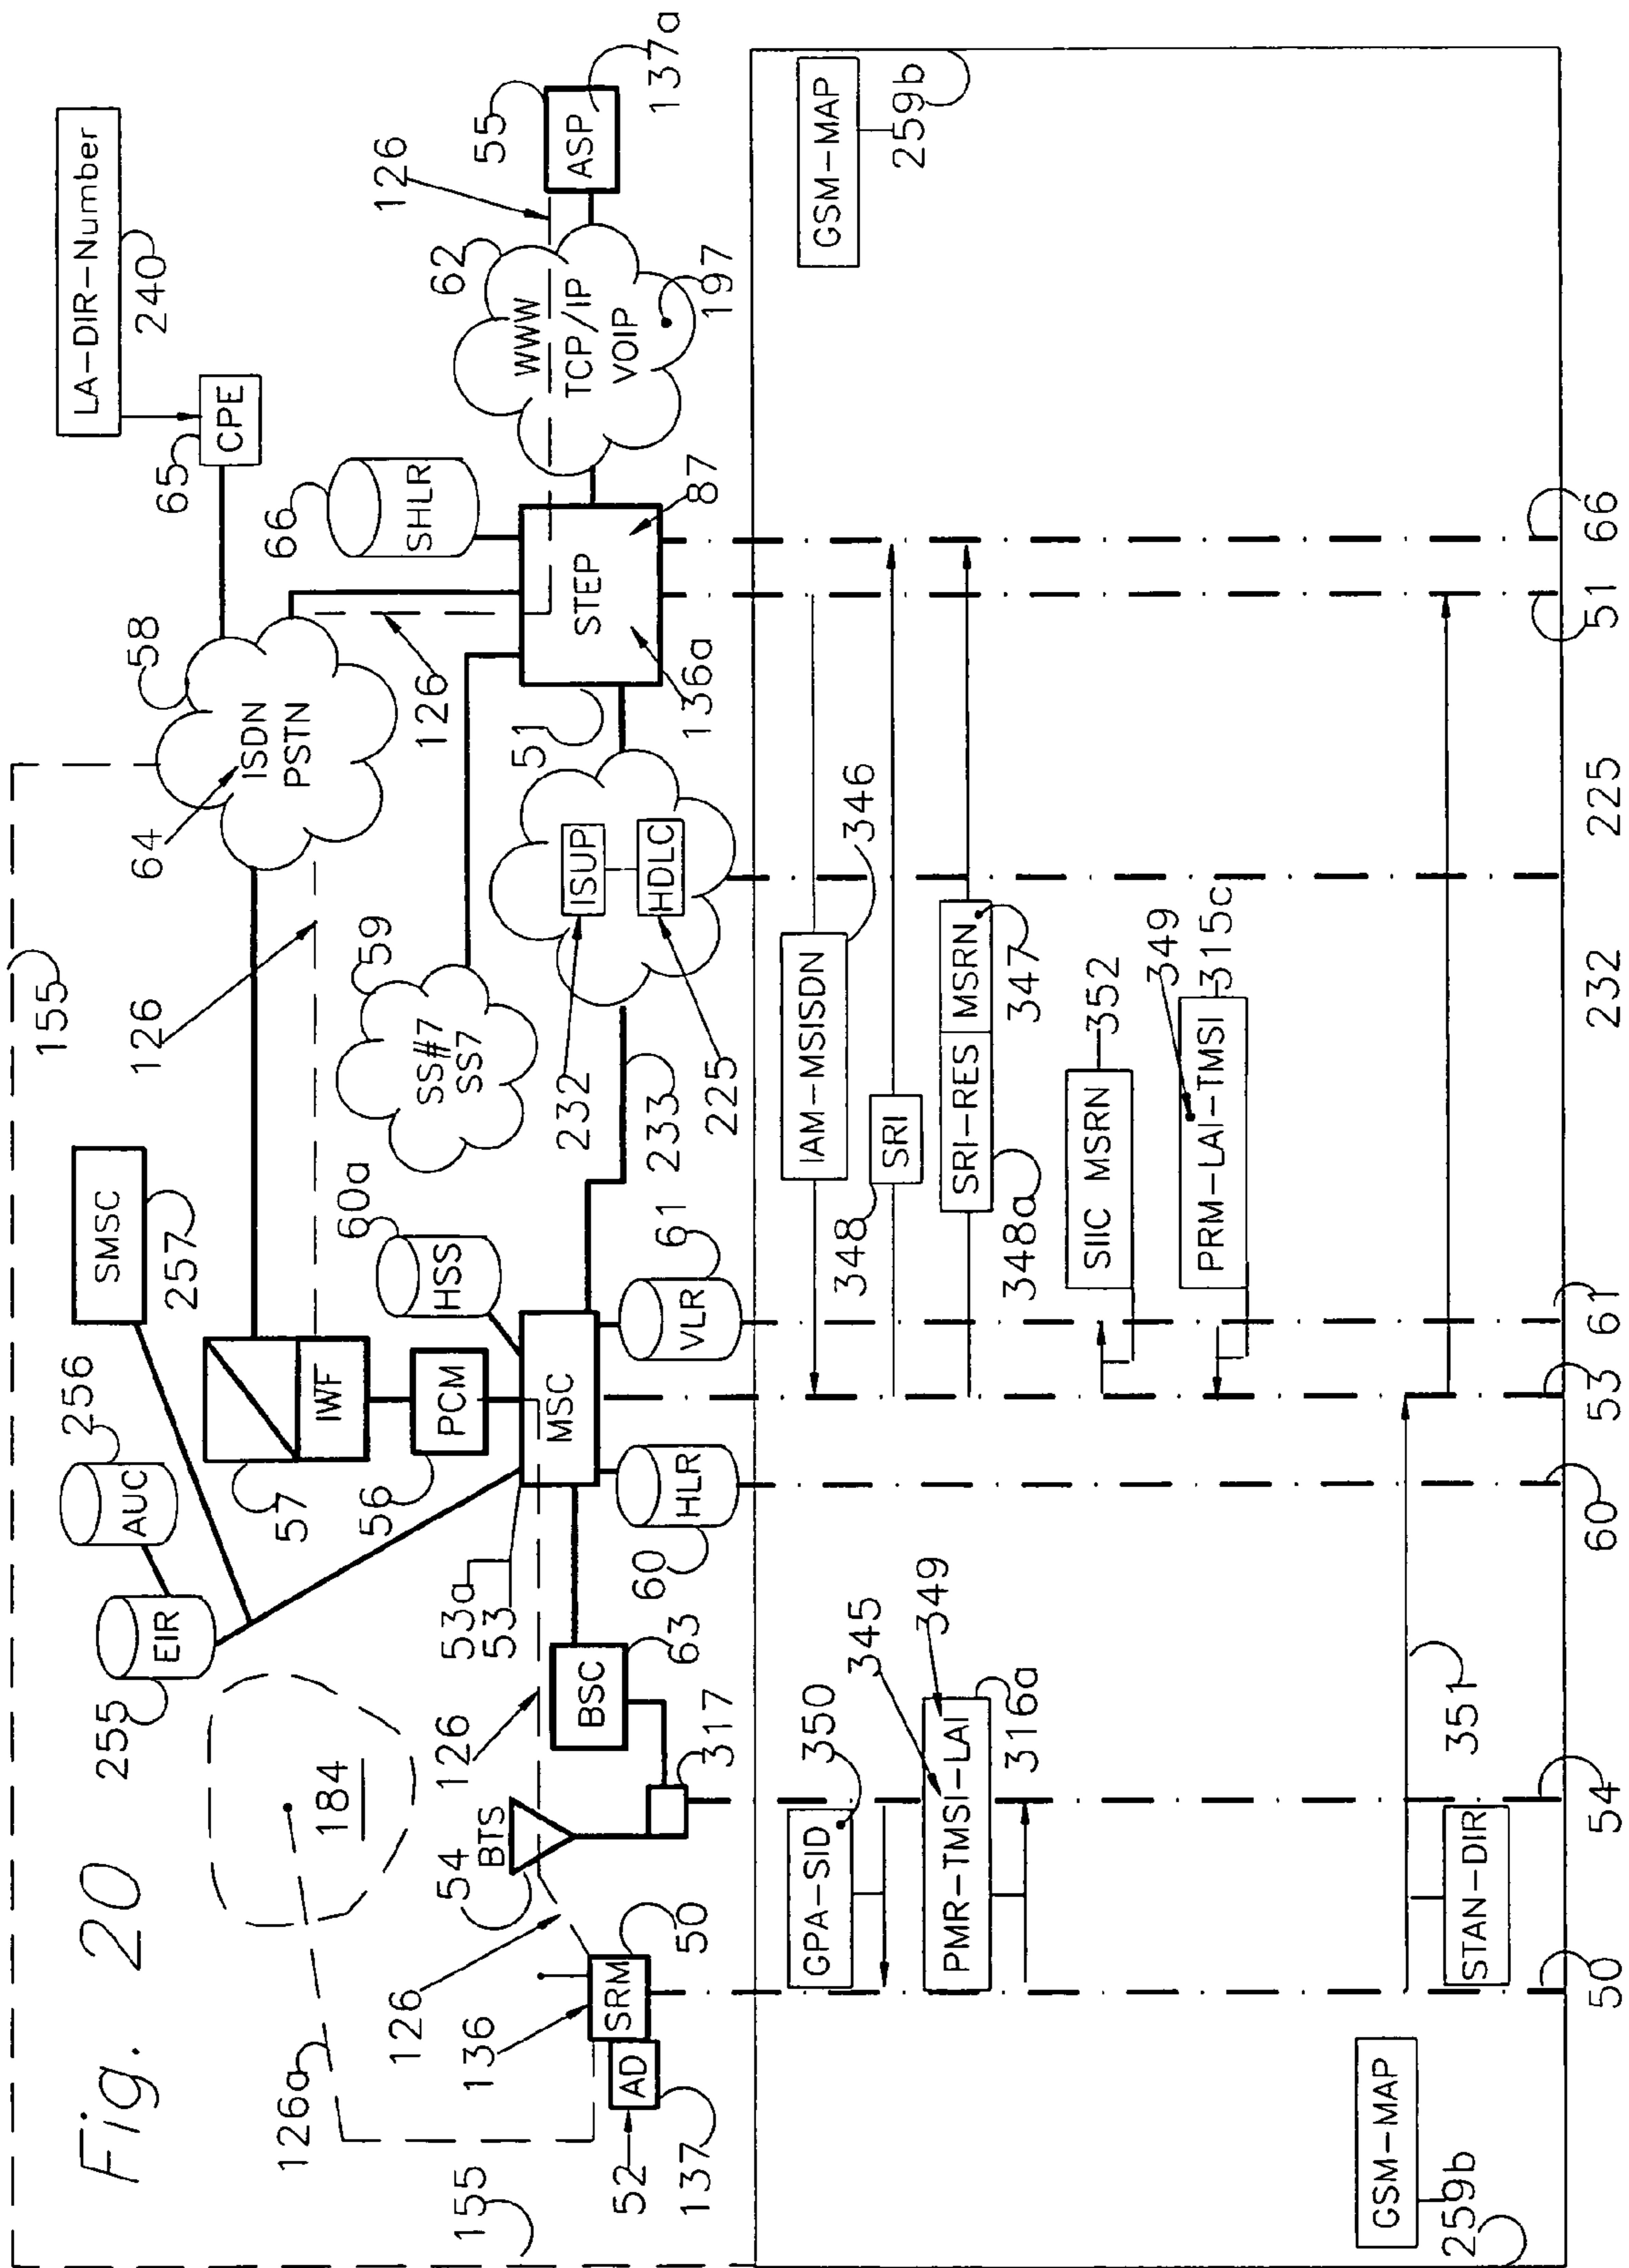 Fig. 20
155
126a
184
255
EIR
AUC
256
SMSC
257
57
IWF
56
PCM
HSS
60a
126
155
SS#7
SS7
59
64
ISDN
PSTN
58
126
65
CPE
LA-DIR-Number
240
66
SHLR
62
WWW
TCP/IP
VOIP
197
126
55
ASP
137a
155
52
AD
137
136
SRM
50
126
54
BTS
317
126
BSC
63
53a
53
MSC
60
HLR
VLR
61
233
232
ISUP
HDLC
225
51
STEP
136a
87
GSM-MAP
259b
GPA-SID
350
345
349
PMR-TMSI-LAI
316a
IAM-MSISDN
346
348
SRI
348a
SRI-RES
MSRN
347
SIIC MSRN
352
349
PRM-LAI-TMSI
315c
351
STAN-DIR
GSM-MAP
259b
50
54
60
53
61
232
225
51
66